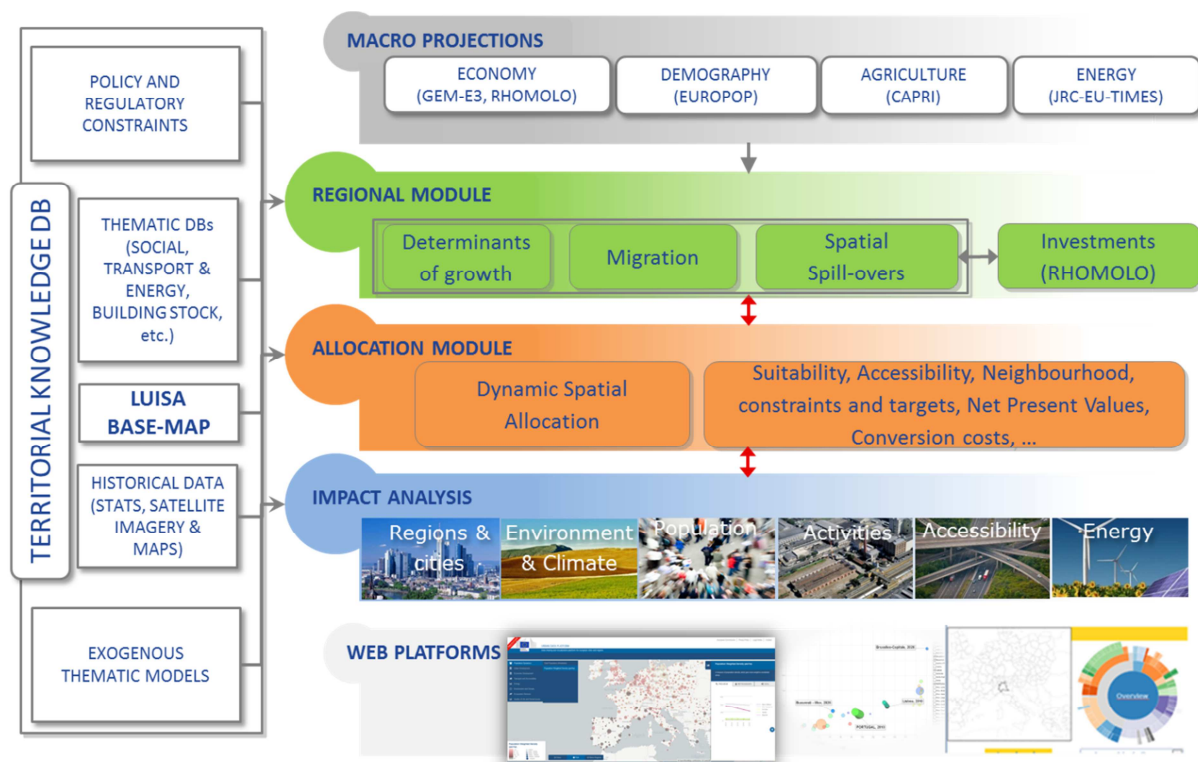 TERRITORIAL KNOWLEDGE DB
POLICY AND
REGULATORY
CONSTRAINTS
THEMATIC DBs
(SOCIAL,
TRANSPORT &
ENERGY,
BUILDING STOCK,
etc.)
LUISA
BASE-MAP
HISTORICAL DATA
(STATS, SATELLITE
IMAGERY &
MAPS)
EXOGENOUS
THEMATIC MODELS
MACRO PROJECTIONS
ECONOMY
(GEM-E3, RHOMOLO)
DEMOGRAPHY
(EUROPOP)
AGRICULTURE
(CAPRI)
ENERGY
(JRC-EU-TIMES)
REGIONAL MODULE
Determinants
of growth
Migration
Spatial
Spill-overs
Investments
(RHOMOLO)
ALLOCATION MODULE
Dynamic Spatial
Allocation
Suitability, Accessibility, Neighbourhood,
constraints and targets, Net Present Values,
Conversion costs, ...
IMPACT ANALYSIS
Regions &
cities
Environment
& Climate
Population
Activities
Accessibility
Energy
WEB PLATFORMS
Overview